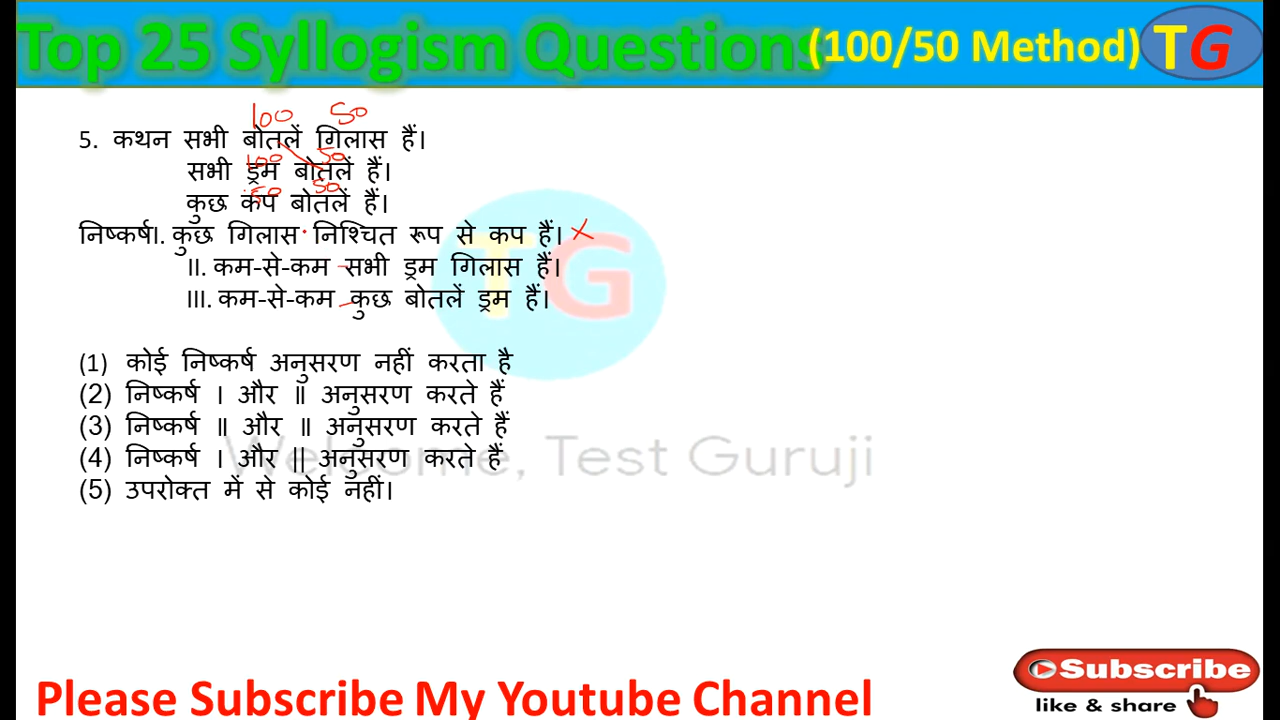 Top 25 Syllogism Questions (100/50 Method) TG
100 50
5. कथन सभी बोतलें गिलास हैं।
100 50
सभी ड्रम बोतलें हैं।
50 50
कुछ कप बोतलें हैं।
निष्कर्षI. कुछ गिलास निश्चित रूप से कप हैं। ×
II. कम-से-कम सभी ड्रम गिलास हैं।
III. कम-से-कम कुछ बोतलें ड्रम हैं।
TG
(1) कोई निष्कर्ष अनुसरण नहीं करता है
(2) निष्कर्ष । और ॥ अनुसरण करते हैं
(3) निष्कर्ष ॥ और ॥ अनुसरण करते हैं
(4) निष्कर्ष । और || अनुसरण करते हैं
Welcome, Test Guruji
(5) उपरोक्त में से कोई नहीं।
Subscribe
Please Subscribe My Youtube Channel
like & share